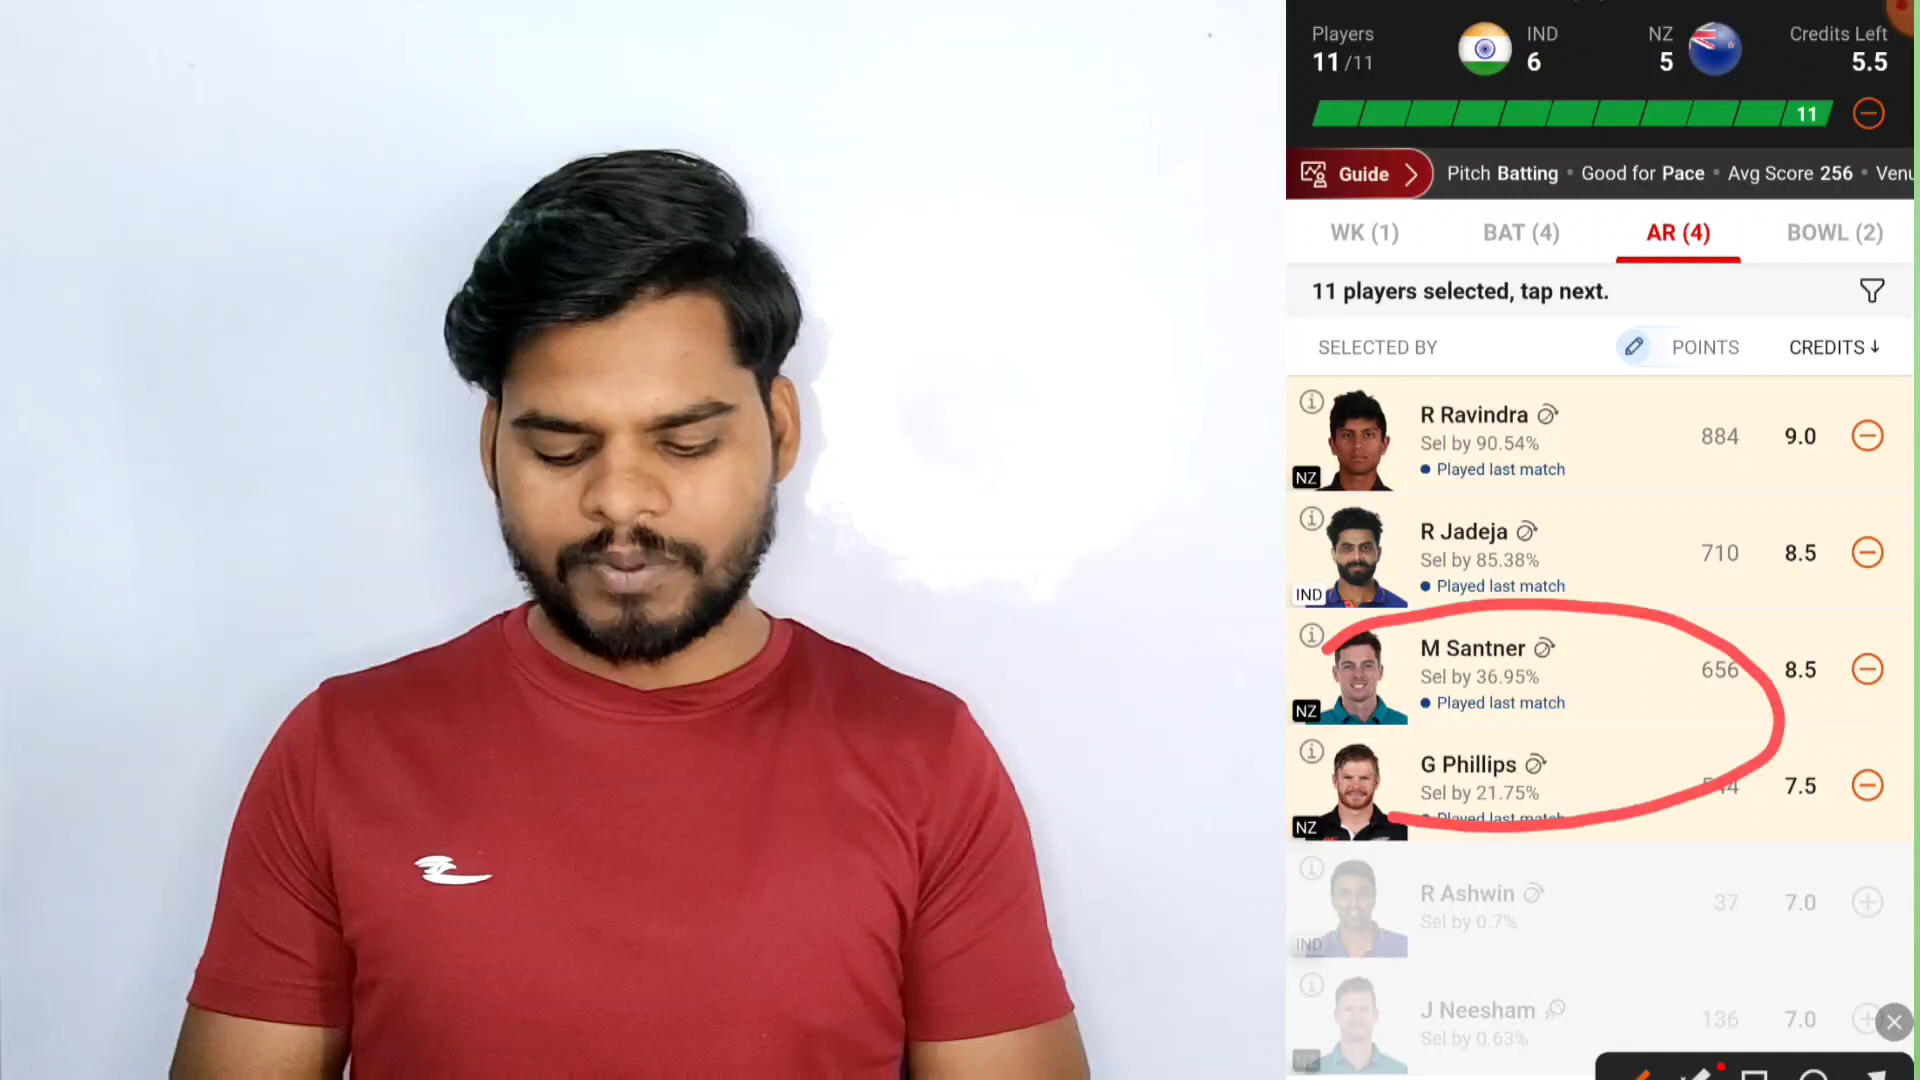 Players
11 /11
IND
6
NZ
5
Credits Left
5.5
11
Guide
Pitch Batting • Good for Pace • Avg Score 256 •
WK (1)
BAT (4)
AR (4)
BOWL (2)
11 players selected, tap next.
SELECTED BY
POINTS
CREDITS↓
R Ravindra
Sel by 90.54%
Played last match
NZ
884
9.0
R Jadeja
Sel by 85.38%
Played last match
IND
710
8.5
M Santner
Sel by 36.95%
Played last match
NZ
656
8.5
G Phillips
Sel by 21.75%
Played last match
NZ
7.5
R Ashwin
Sel by 0.7%
IND
37
7.0
J Neesham
Sel by 0.63%
NZ
136
7.0